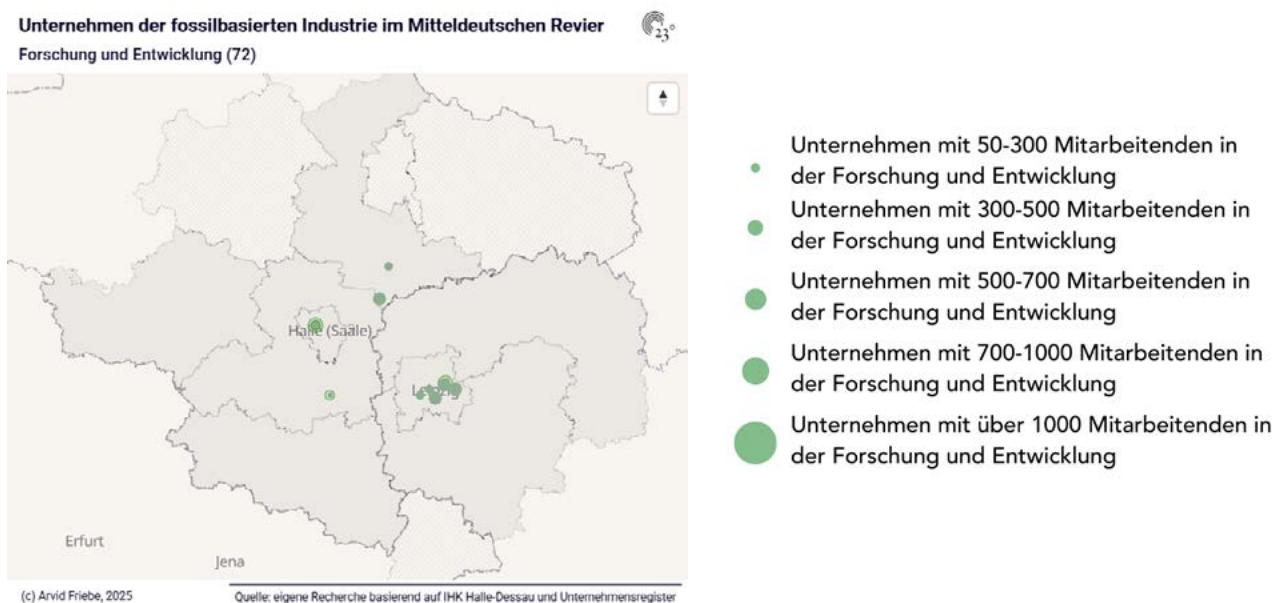 Unternehmen der fossilbasierten Industrie im Mitteldeutschen Revier
23°
Forschung und Entwicklung (72)
Halle (Saale)
Leipzig
Erfurt
Jena
(c) Arvid Friebe, 2025
Quelle: eigene Recherche basierend auf IHK Halle-Dessau und Unternehmensregister
Unternehmen mit 50-300 Mitarbeitenden in
der Forschung und Entwicklung
Unternehmen mit 300-500 Mitarbeitenden in
der Forschung und Entwicklung
Unternehmen mit 500-700 Mitarbeitenden in
der Forschung und Entwicklung
Unternehmen mit 700-1000 Mitarbeitenden in
der Forschung und Entwicklung
Unternehmen mit über 1000 Mitarbeitenden in
der Forschung und Entwicklung